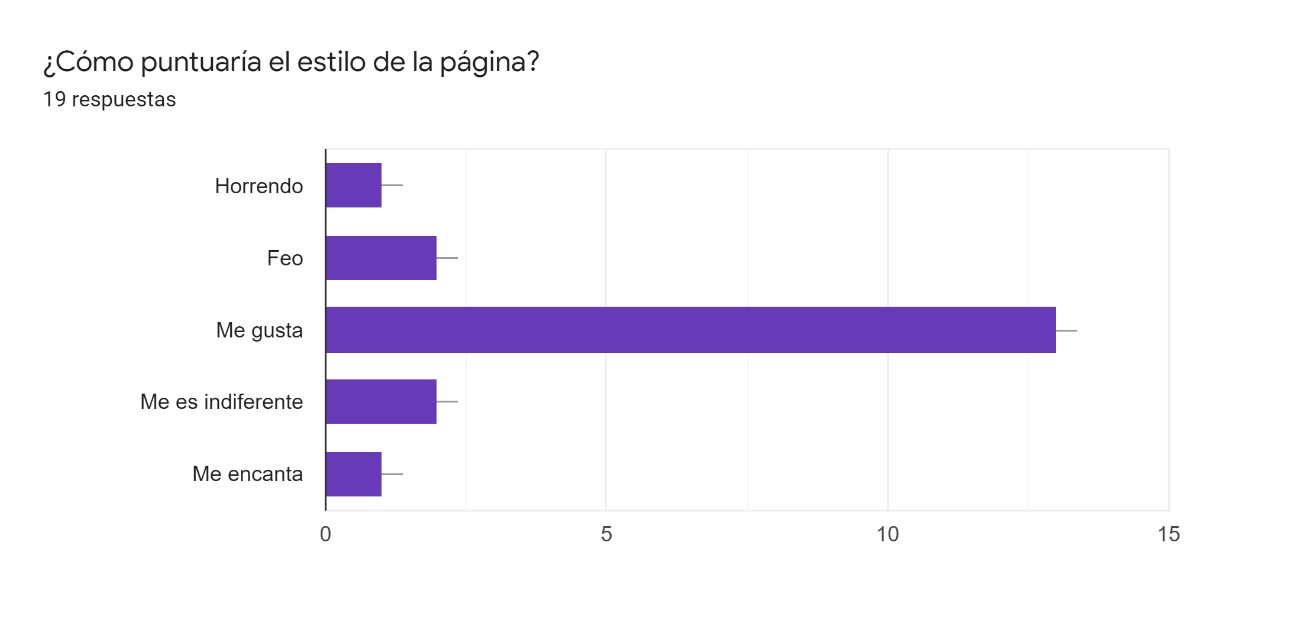 ¿Cómo puntuaría el estilo de la página?
19 respuestas
Horrendo
Feo
Me gusta
Me es indiferente
Me encanta
0 5 10 15